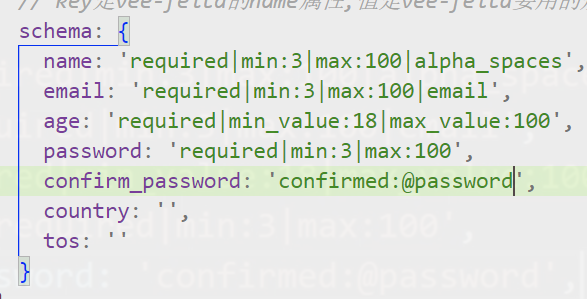 // key是vee-field的name属性,值是vee-field要用的
schema: {
name: 'required|min:3|max:100|alpha_spaces',
email: 'required|min:3|max:100|email',
age: 'required|min_value:18|max_value:100',
password: 'required|min:3|max:100',
confirm_password: 'confirmed:@password',
country: '',
tos: ''
}